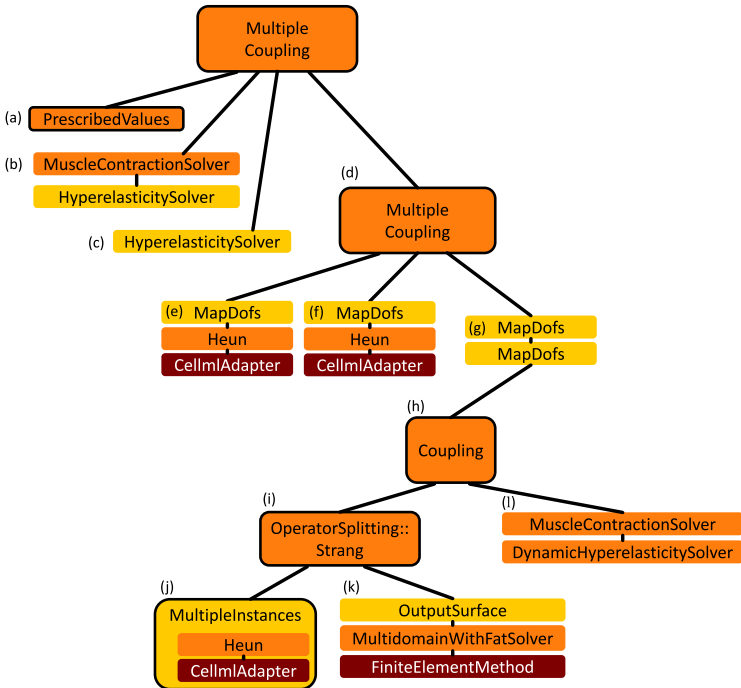 Multiple
Coupling
(a) PrescribedValues
(b) MuscleContractionSolver
HyperelasticitySolver
(c) HyperelasticitySolver
(d)
Multiple
Coupling
(e) MapDofs
Heun
CellmlAdapter
(f) MapDofs
Heun
CellmlAdapter
(g) MapDofs
MapDofs
(h)
Coupling
(i)
OperatorSplitting::
Strang
(l)
MuscleContractionSolver
DynamicHyperelasticitySolver
(j)
MultipleInstances
Heun
CellmlAdapter
(k)
OutputSurface
MultidomainWithFatSolver
FiniteElementMethod